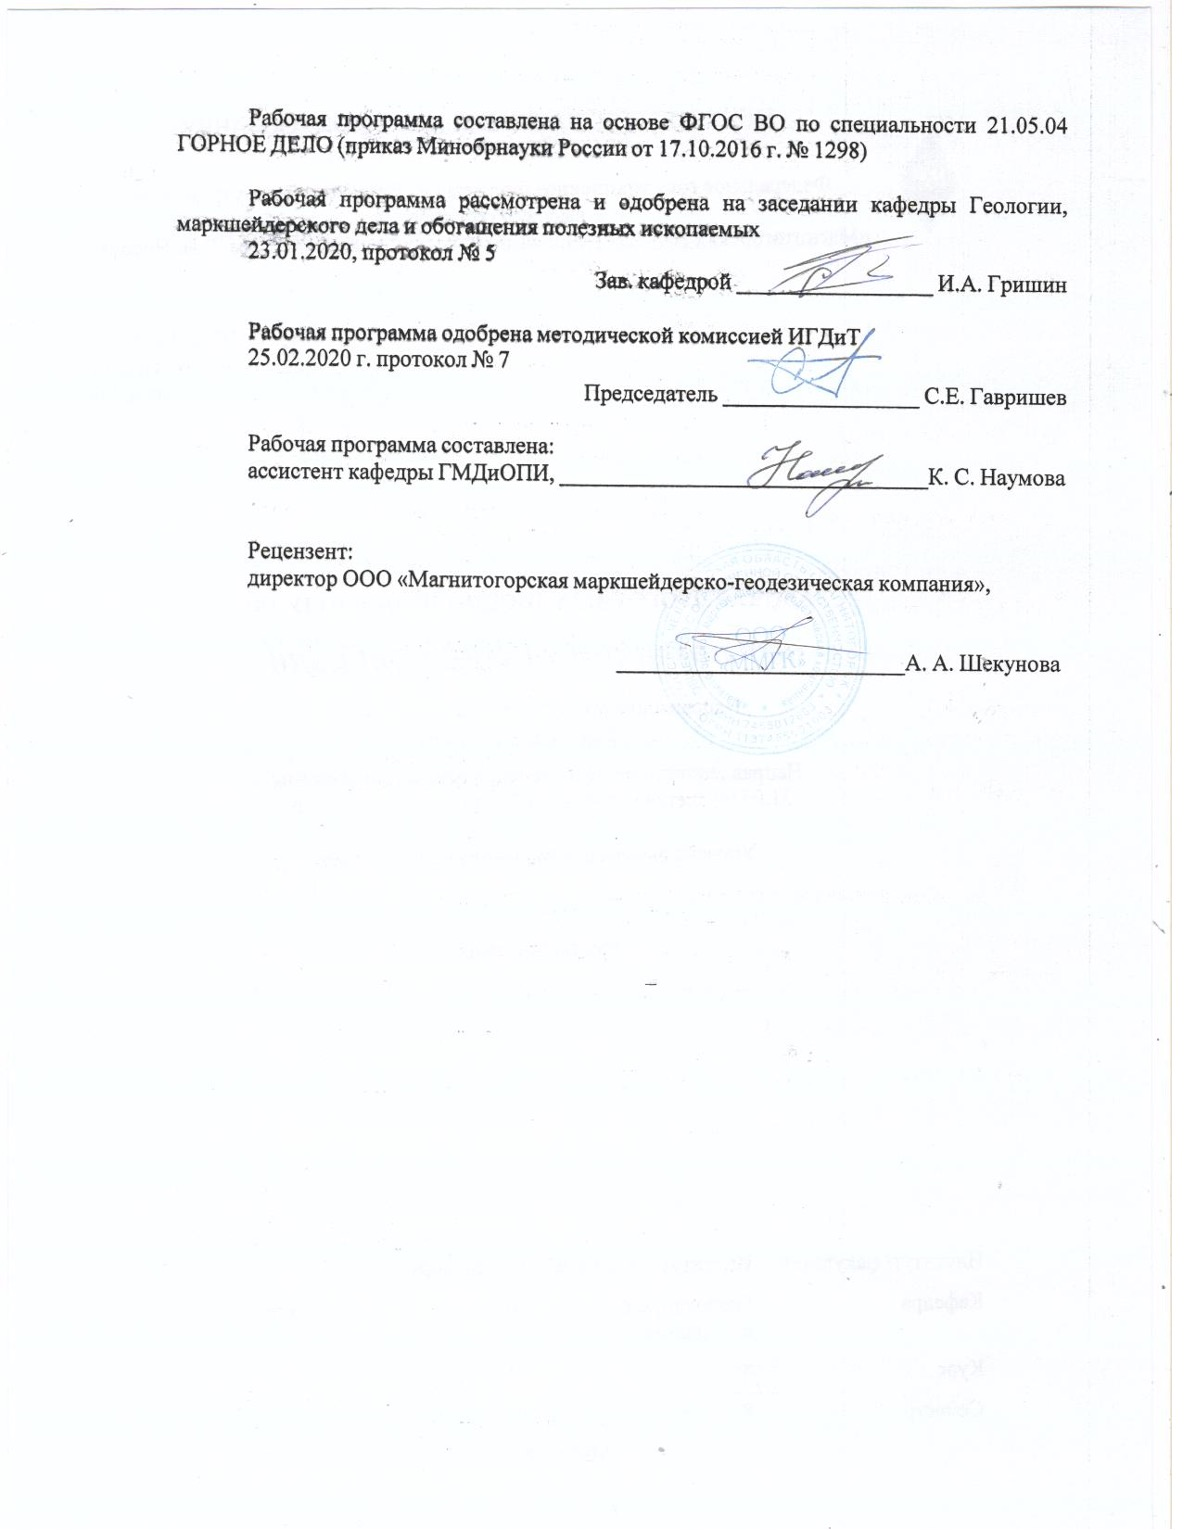 Рабочая программа составлена на основе ФГОС ВО по специальности 21.05.04
ГОРНОЕ ДЕЛО (приказ Минобрнауки России от 17.10.2016 г. № 1298)
Рабочая программа рассмотрена и одобрена на заседании кафедры Геологии,
маркшейдерского дела и обогащения полезных ископаемых
23.01.2020, протокол № 5
Зав. кафедрой И.А. Гришин
Рабочая программа одобрена методической комиссией ИГДиТ
25.02.2020 г. протокол № 7
Председатель С.Е. Гавришев
Рабочая программа составлена:
ассистент кафедры ГМДиОПИ, К. С. Наумова
Рецензент:
директор ООО «Магнитогорская маркшейдерско-геодезическая компания»,
ООО
ММГК
А. А. Шекунова